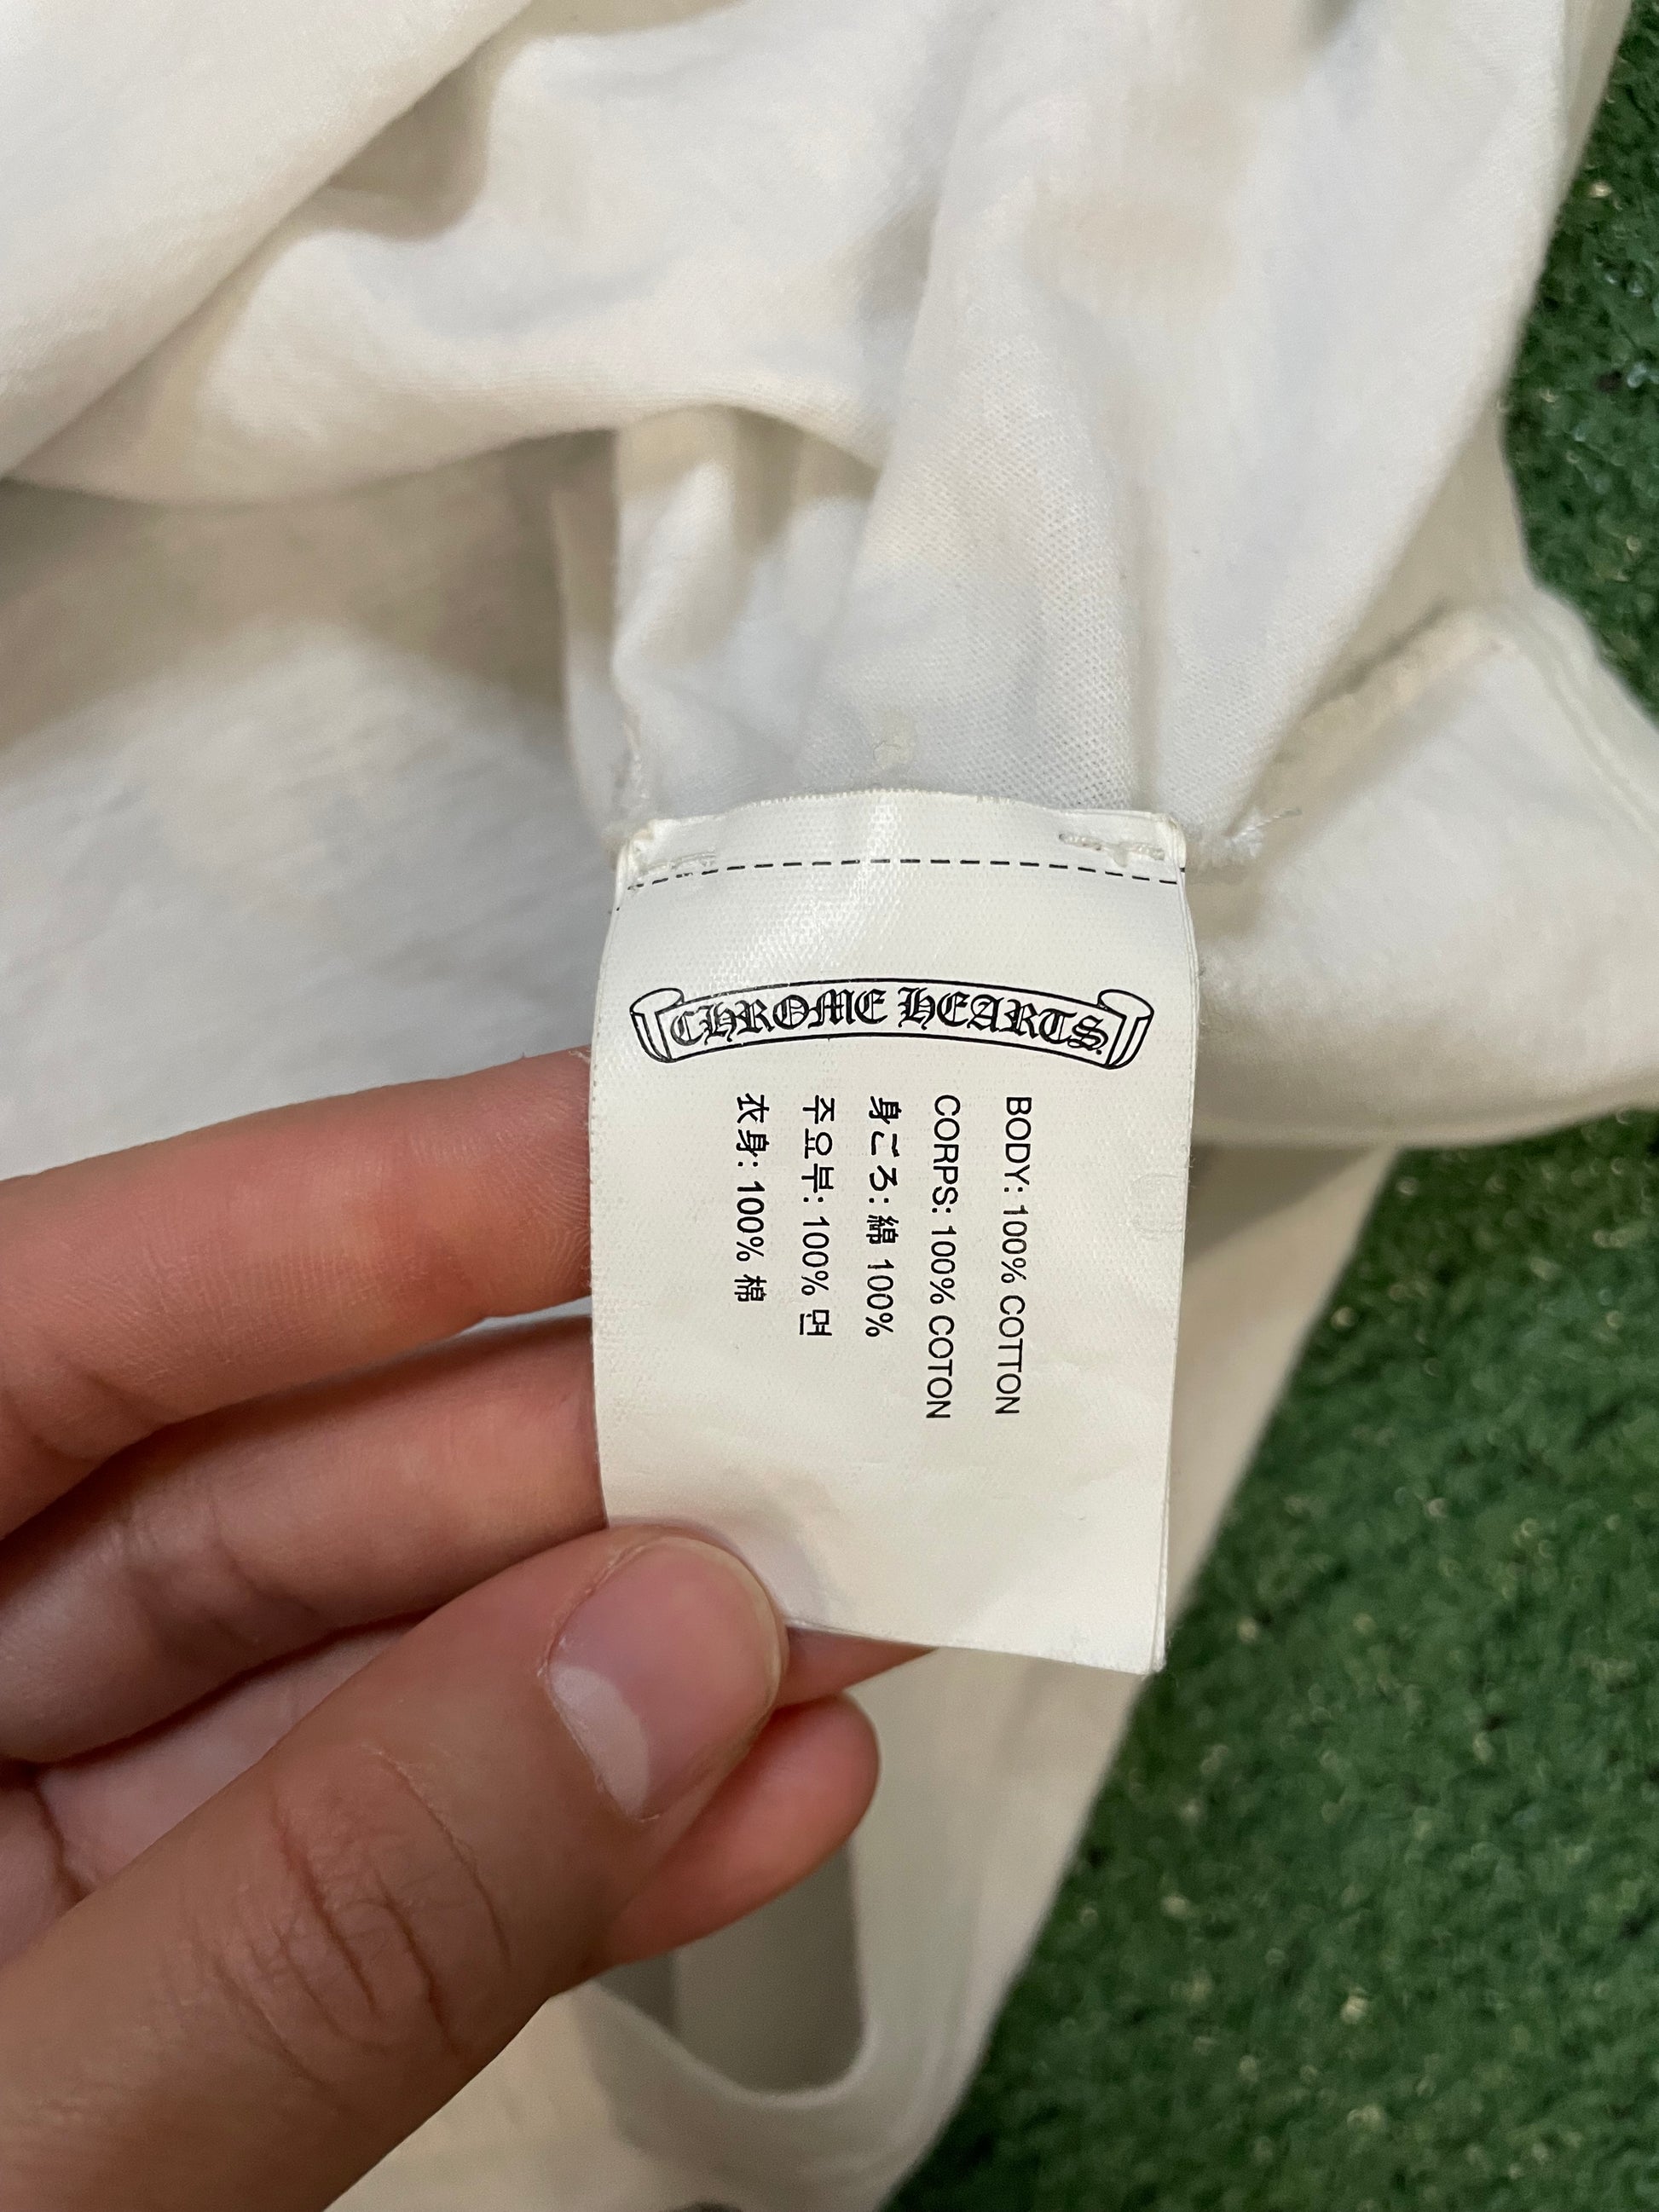 CHROME HEARTS
BODY: 100% COTTON
CORPS: 100% COTON
身ごろ: 綿 100%
주요부: 100% 면
衣身: 100% 棉